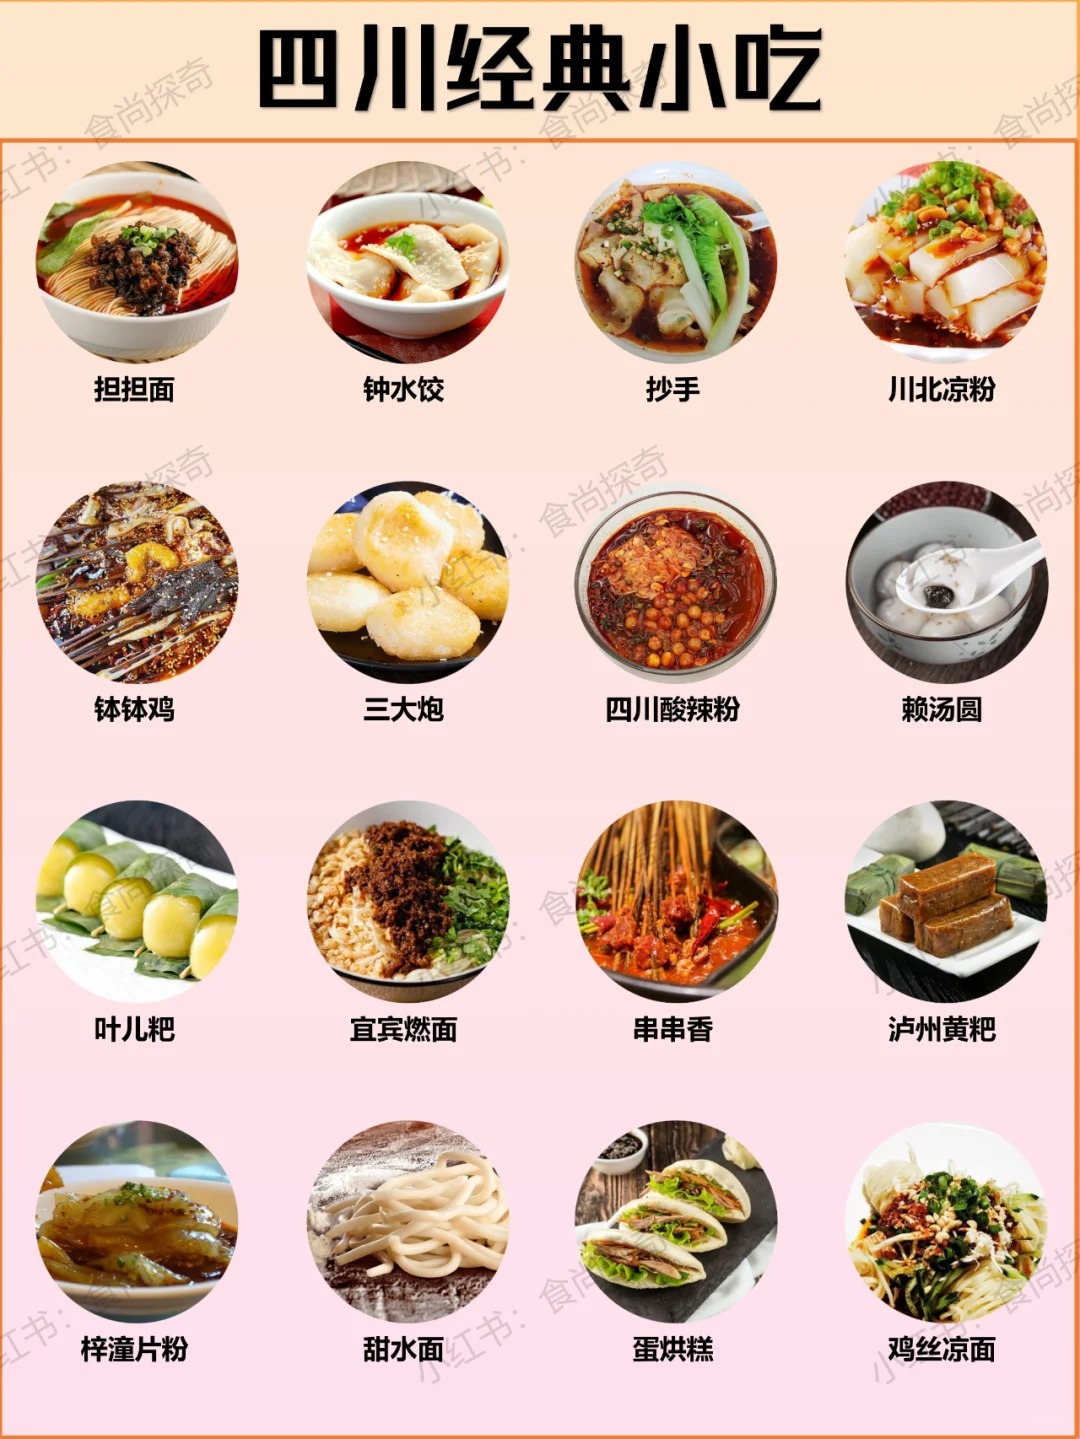 四川经典小吃
担担面
钟水饺
抄手
川北凉粉
钵钵鸡
三大炮
四川酸辣粉
赖汤圆
叶儿粑
宜宾燃面
串串香
泸州黄粑
梓潼片粉
甜水面
蛋烘糕
鸡丝凉面
小红书：食尚探奇